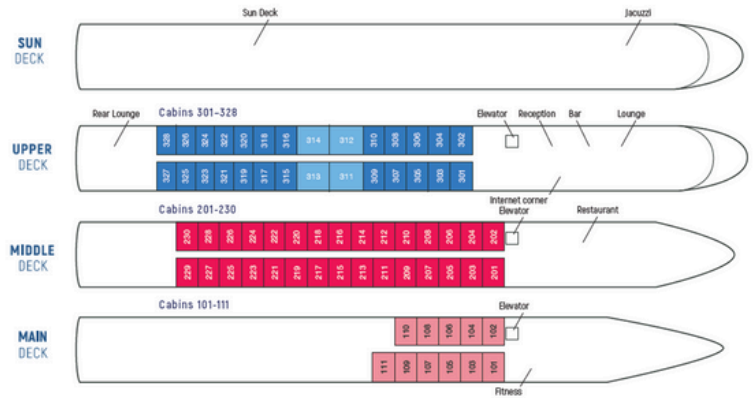 Sun Deck
Jacuzzi
SUN
DECK
Rear Lounge
Cabins 301-328
Elevator
Reception
Bar
Lounge
328 326 324 322 320 318 316 314 312 310 308 306 304 302
UPPER
DECK
327 325 323 321 319 317 315 313 311 309 307 305 303 301
Internet corner
Cabins 201-230
Elevator
Restaurant
230 228 226 224 222 220 218 216 214 212 210 208 206 204 202
MIDDLE
DECK
229 227 225 223 221 219 217 215 213 211 209 207 205 203 201
Cabins 101-111
Elevator
110 108 106 104 102
MAIN
DECK
111 109 107 105 103 101
Fitness